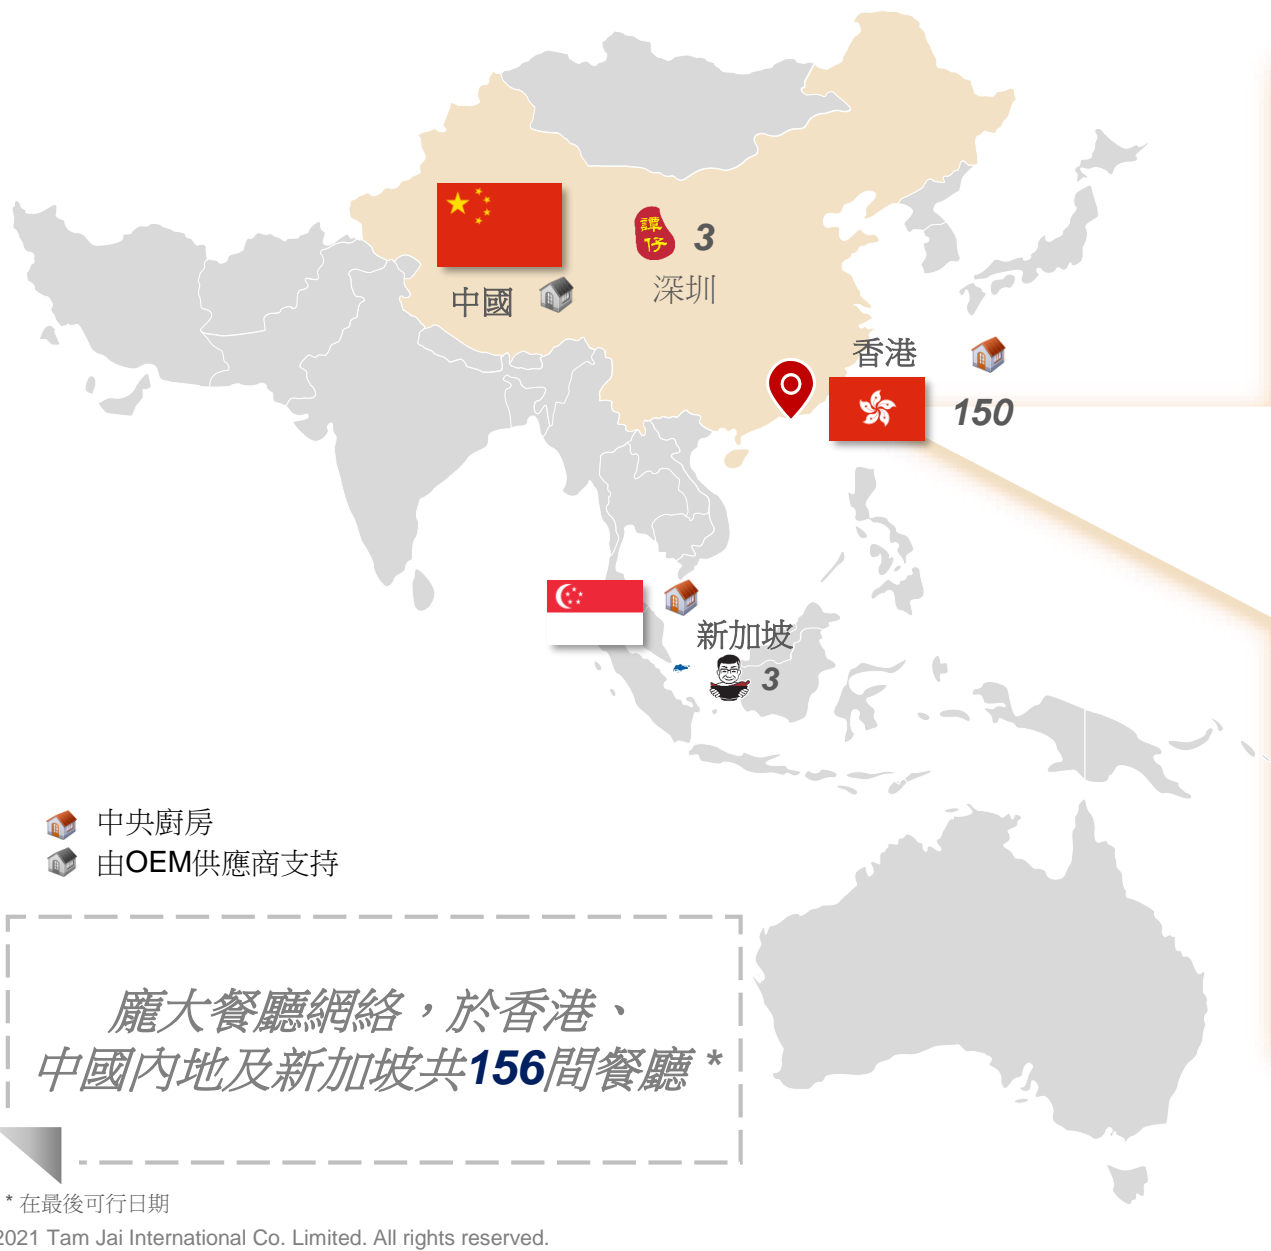 譚
仔
3
深圳
中國
香港
150
新加坡
3
中央廚房
由OEM供應商支持
龐大餐廳網絡，於香港、
中國內地及新加坡共156間餐廳 *
* 在最後可行日期
2021 Tam Jai International Co. Limited. All rights reserved.